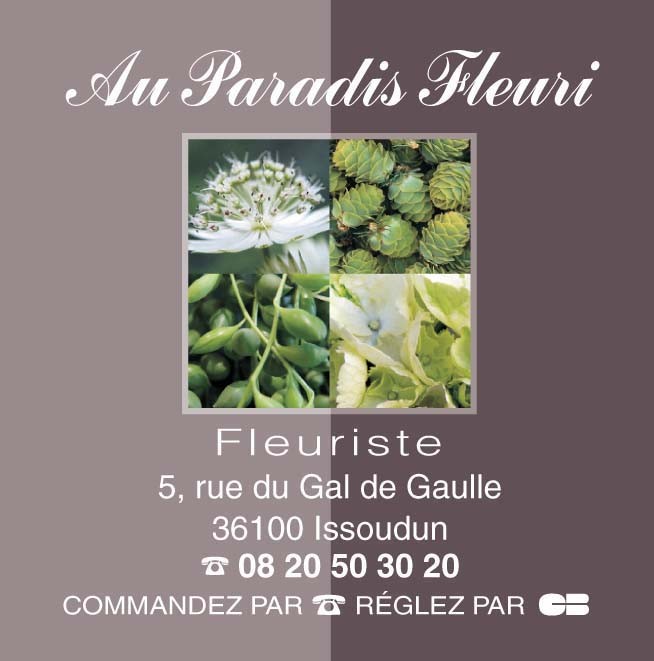 Au Paradis Fleuri
Fleuriste
5, rue du Gal de Gaulle
36100 Issoudun
☎ 08 20 50 30 20
COMMANDEZ PAR ☎ RÉGLEZ PAR CB